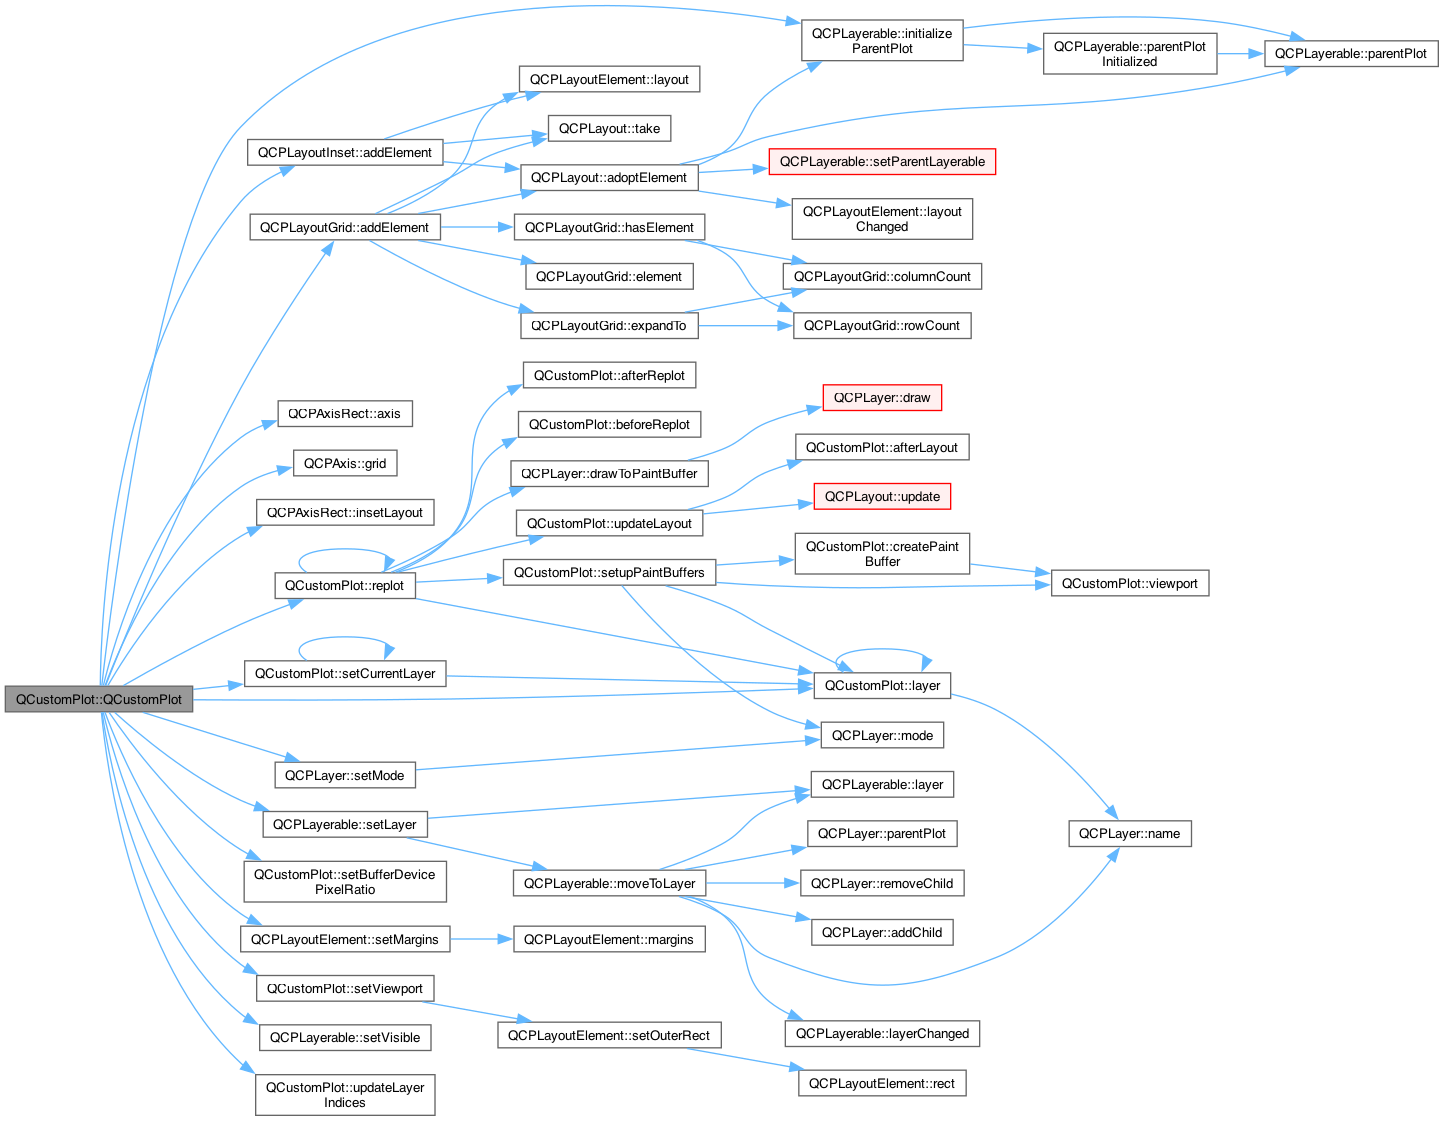 QCPLayerable::initialize
ParentPlot
QCPLayerable::parentPlot
Initialized
QCPLayerable::parentPlot
QCPLayoutElement::layout
QCPLayout::take
QCPLayoutInset::addElement
QCPLayout::adoptElement
QCPLayerable::setParentLayerable
QCPLayoutElement::layout
Changed
QCPLayoutGrid::addElement
QCPLayoutGrid::hasElement
QCPLayoutGrid::element
QCPLayoutGrid::columnCount
QCPLayoutGrid::expandTo
QCPLayoutGrid::rowCount
QCustomPlot::afterReplot
QCPAxisRect::axis
QCPLayer::draw
QCustomPlot::beforeReplot
QCPAxis::grid
QCPLayer::drawToPaintBuffer
QCustomPlot::afterLayout
QCPAxisRect::insetLayout
QCustomPlot::updateLayout
QCPLayout::update
QCustomPlot::replot
QCustomPlot::setupPaintBuffers
QCustomPlot::createPaint
Buffer
QCustomPlot::viewport
QCustomPlot::setCurrentLayer
QCustomPlot::layer
QCustomPlot::QCustomPlot
QCPLayer::mode
QCPLayer::setMode
QCPLayerable::layer
QCPLayerable::setLayer
QCPLayer::parentPlot
QCPLayer::name
QCustomPlot::setBufferDevice
PixelRatio
QCPLayerable::moveToLayer
QCPLayer::removeChild
QCPLayer::addChild
QCPLayoutElement::setMargins
QCPLayoutElement::margins
QCustomPlot::setViewport
QCPLayerable::setVisible
QCPLayoutElement::setOuterRect
QCPLayerable::layerChanged
QCPLayoutElement::rect
QCustomPlot::updateLayer
Indices